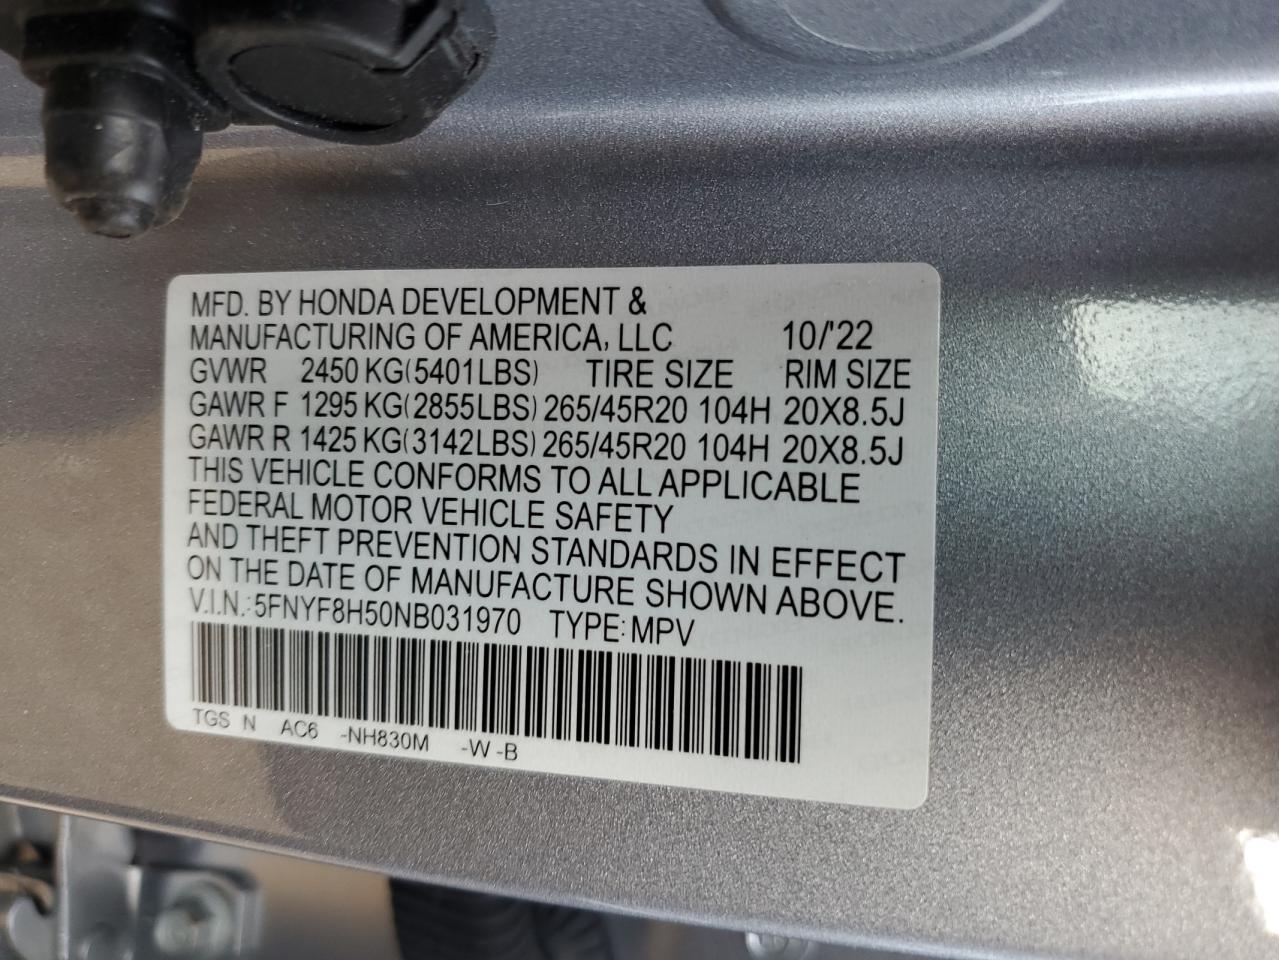 MFD. BY HONDA DEVELOPMENT &
MANUFACTURING OF AMERICA, LLC 10/'22
GVWR 2450 KG(5401LBS) TIRE SIZE RIM SIZE
GAWR F 1295 KG(2855LBS) 265/45R20 104H 20X8.5J
GAWR R 1425 KG(3142LBS) 265/45R20 104H 20X8.5J
THIS VEHICLE CONFORMS TO ALL APPLICABLE
FEDERAL MOTOR VEHICLE SAFETY
AND THEFT PREVENTION STANDARDS IN EFFECT
ON THE DATE OF MANUFACTURE SHOWN ABOVE.
V.I.N.:5FNYF8H50NB031970 TYPE:MPV
TGS N AC6 -NH830M -W -B